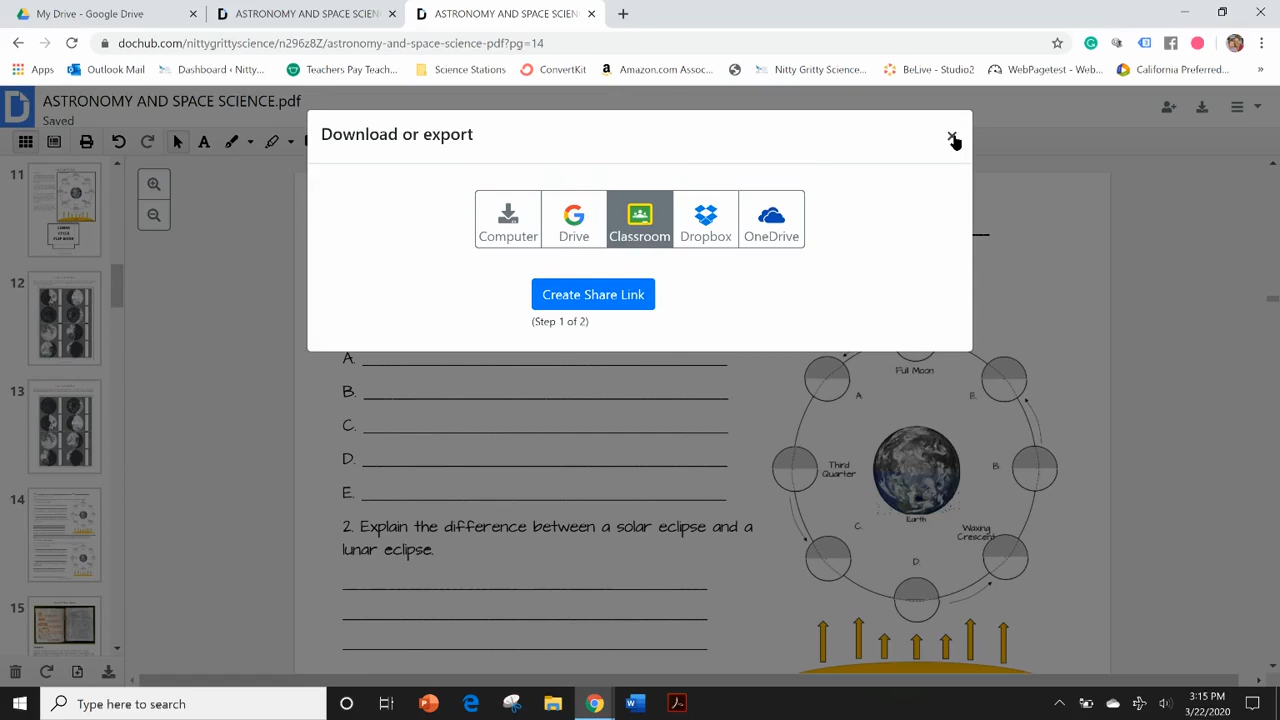 My Drive - Google Drive
ASTRONOMY AND SPACE SCIEN
ASTRONOMY AND SPACE SCIEN
dochub.com/nittygrittyscience/n296z8Z/astronomy-and-space-science-pdf?pg=14
Apps
Outlook Mail
Dashboard ‹ Nitty...
Teachers Pay Teach...
Science Stations
ConvertKit
Amazon.com Assoc...
Nitty Gritty Science...
BeLive - Studio2
WebPagetest - Web...
California Preferred...
»
ASTRONOMY AND SPACE SCIENCE.pdf
Saved
Download or export
Computer
Drive
Classroom
Dropbox
OneDrive
Create Share Link
(Step 1 of 2)
11
12
13
14
15
A.
B.
C.
D.
E.
2. Explain the difference between a solar eclipse and a
lunar eclipse.
Full Moon
A.
B.
Third
Quarter
B.
Earth
C.
Waxing
Crescent
D.
Type here to search
3:15 PM
3/22/2020